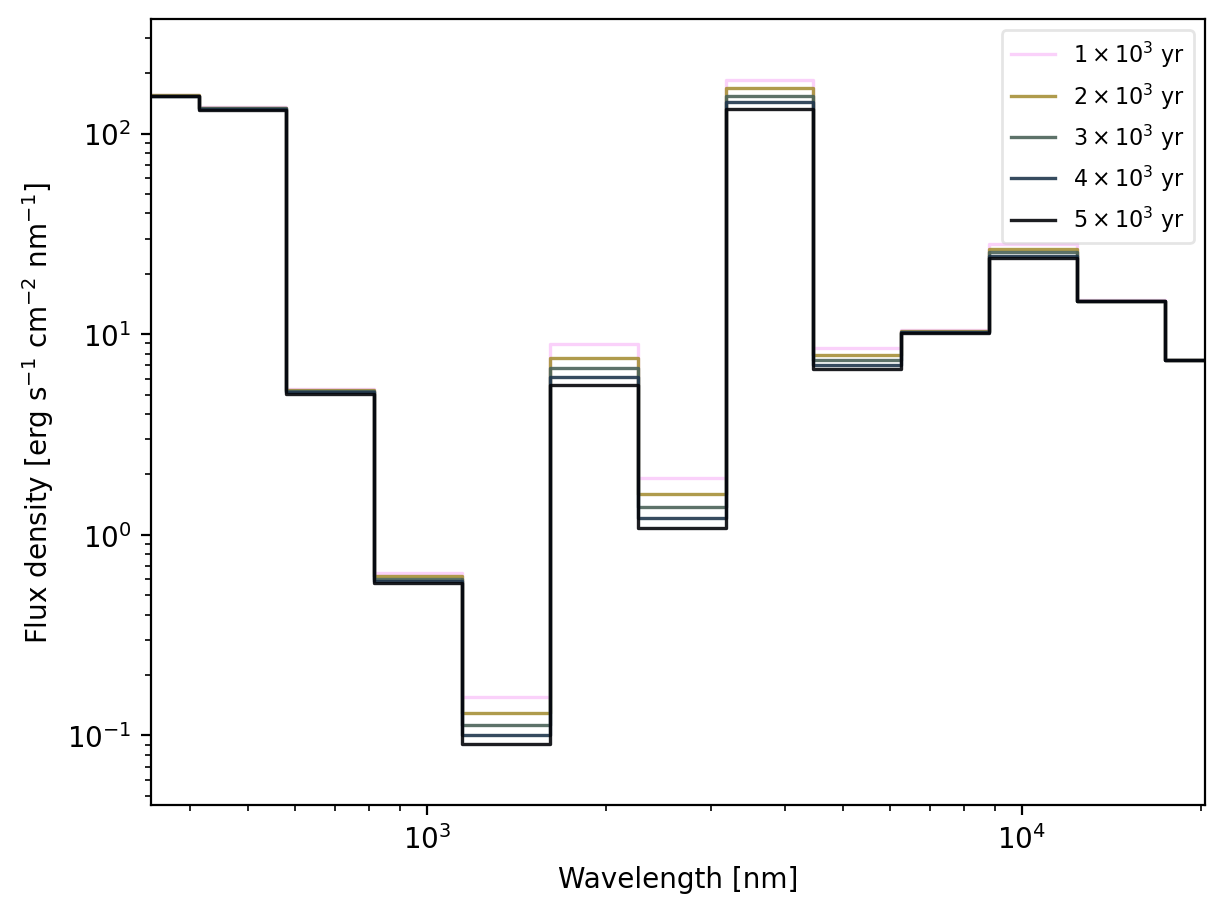 Flux density [erg s⁻¹ cm⁻² nm⁻¹]
10²
10¹
10⁰
10⁻¹
1 × 10³ yr
2 × 10³ yr
3 × 10³ yr
4 × 10³ yr
5 × 10³ yr
10³
10⁴
Wavelength [nm]